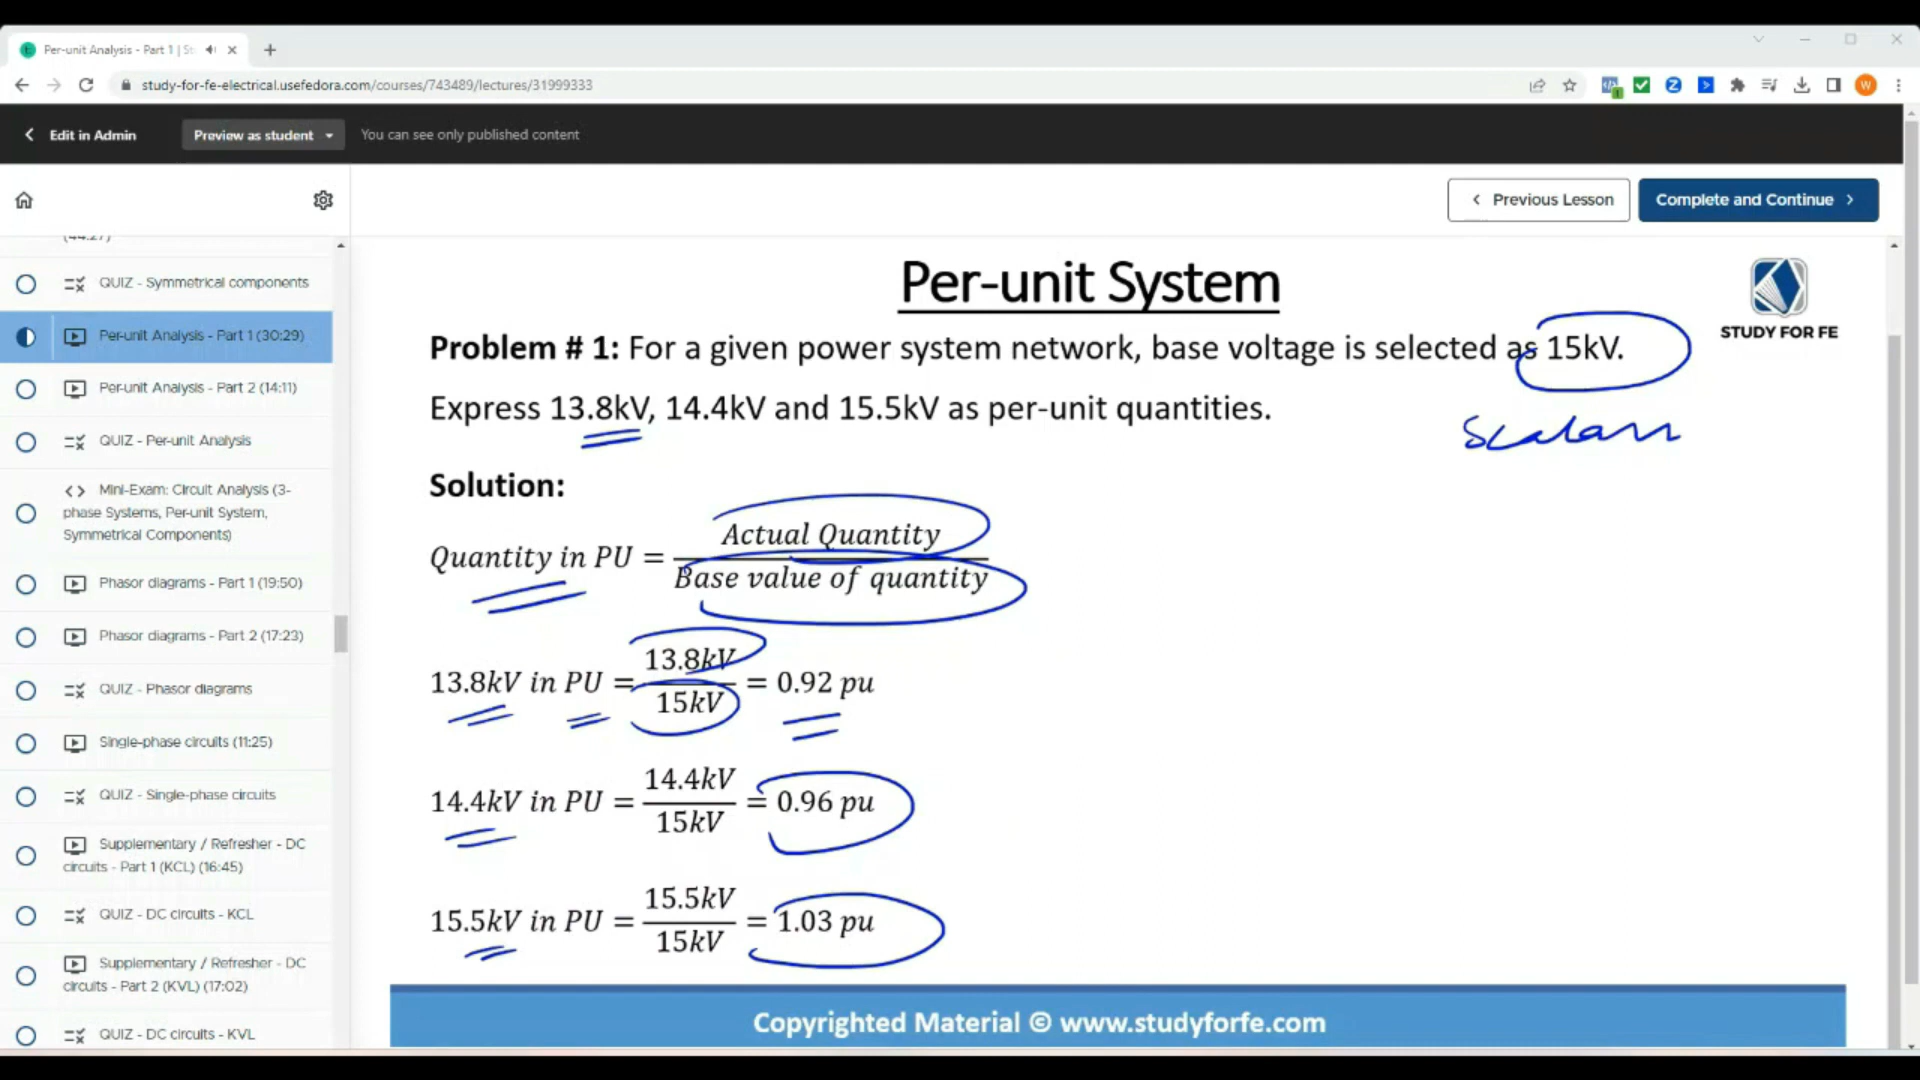 Per-unit Analysis - Part 1 | St
study-for-fe-electrical.usefedora.com/courses/743489/lectures/31999333
W
Edit in Admin
Preview as student
You can see only published content
Previous Lesson
Complete and Continue
(44:27)
QUIZ - Symmetrical components
Per-unit Analysis - Part 1 (30:29)
Per-unit Analysis - Part 2 (14:11)
QUIZ - Per-unit Analysis
Mini-Exam: Circuit Analysis (3-
phase Systems, Per-unit System,
Symmetrical Components)
Phasor diagrams - Part 1 (19:50)
Phasor diagrams - Part 2 (17:23)
QUIZ - Phasor diagrams
Single-phase circuits (11:25)
QUIZ - Single-phase circuits
Supplementary / Refresher - DC
circuits - Part 1 (KCL) (16:45)
QUIZ - DC circuits - KCL
Supplementary / Refresher - DC
circuits - Part 2 (KVL) (17:02)
QUIZ - DC circuits - KVL
Per-unit System
STUDY FOR FE
Problem # 1: For a given power system network, base voltage is selected as 15kV.
Express 13.8kV, 14.4kV and 15.5kV as per-unit quantities.
Solution:
Quantity in PU = Actual Quantity / Base value of quantity
13.8kV in PU = 13.8kV / 15kV = 0.92 pu
14.4kV in PU = 14.4kV / 15kV = 0.96 pu
15.5kV in PU = 15.5kV / 15kV = 1.03 pu
Copyrighted Material © www.studyforfe.com